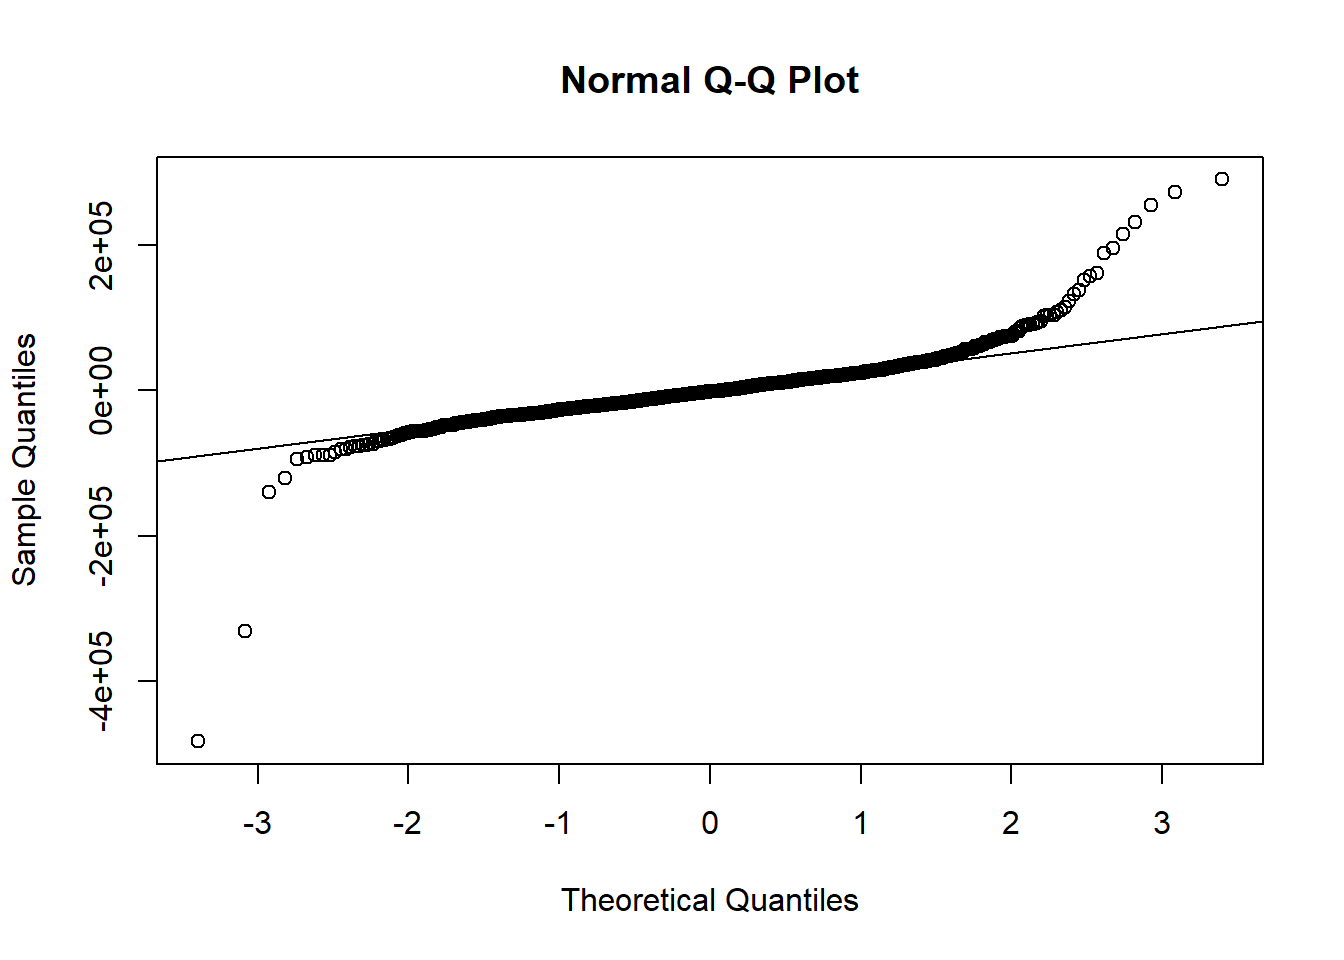 Normal Q-Q Plot
Sample Quantiles
2e+05
0e+00
-2e+05
-4e+05
-3 -2 -1 0 1 2 3
Theoretical Quantiles